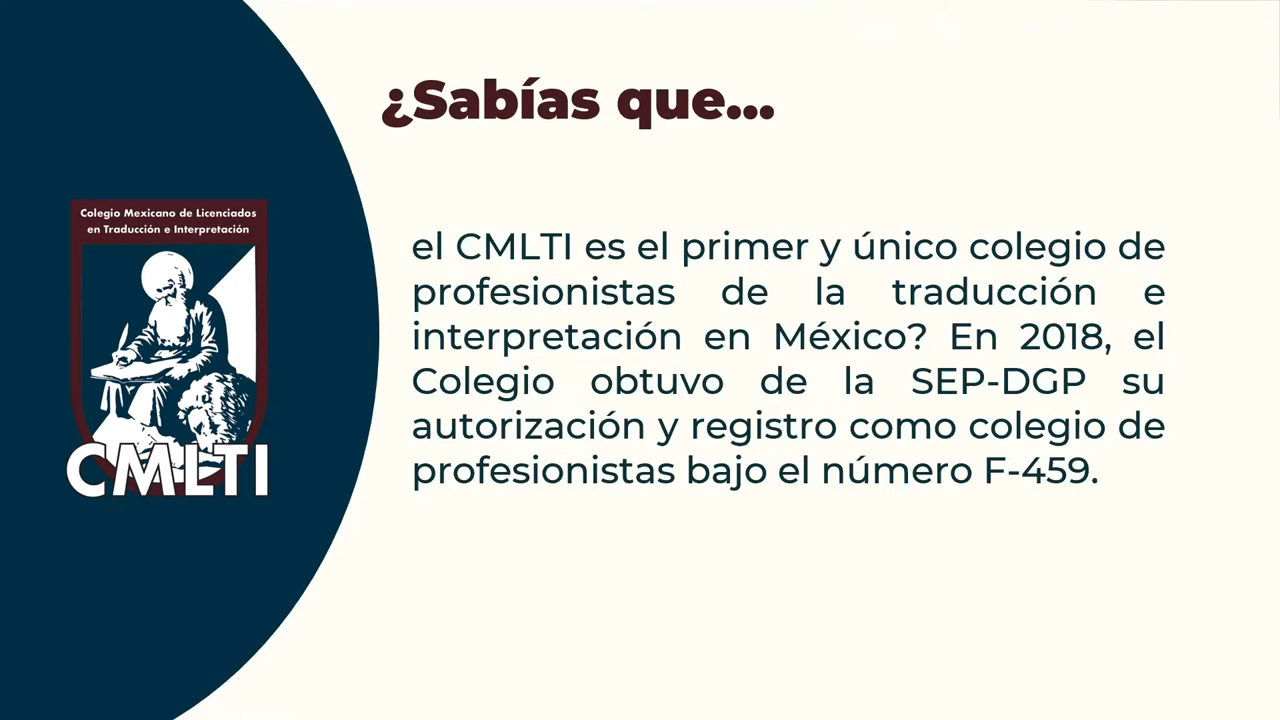 ¿Sabías que...
Colegio Mexicano de Licenciados
en Traducción e Interpretación
CMLTI
el CMLTI es el primer y único colegio de
profesionistas de la traducción e
interpretación en México? En 2018, el
Colegio obtuvo de la SEP-DGP su
autorización y registro como colegio de
profesionistas bajo el número F-459.